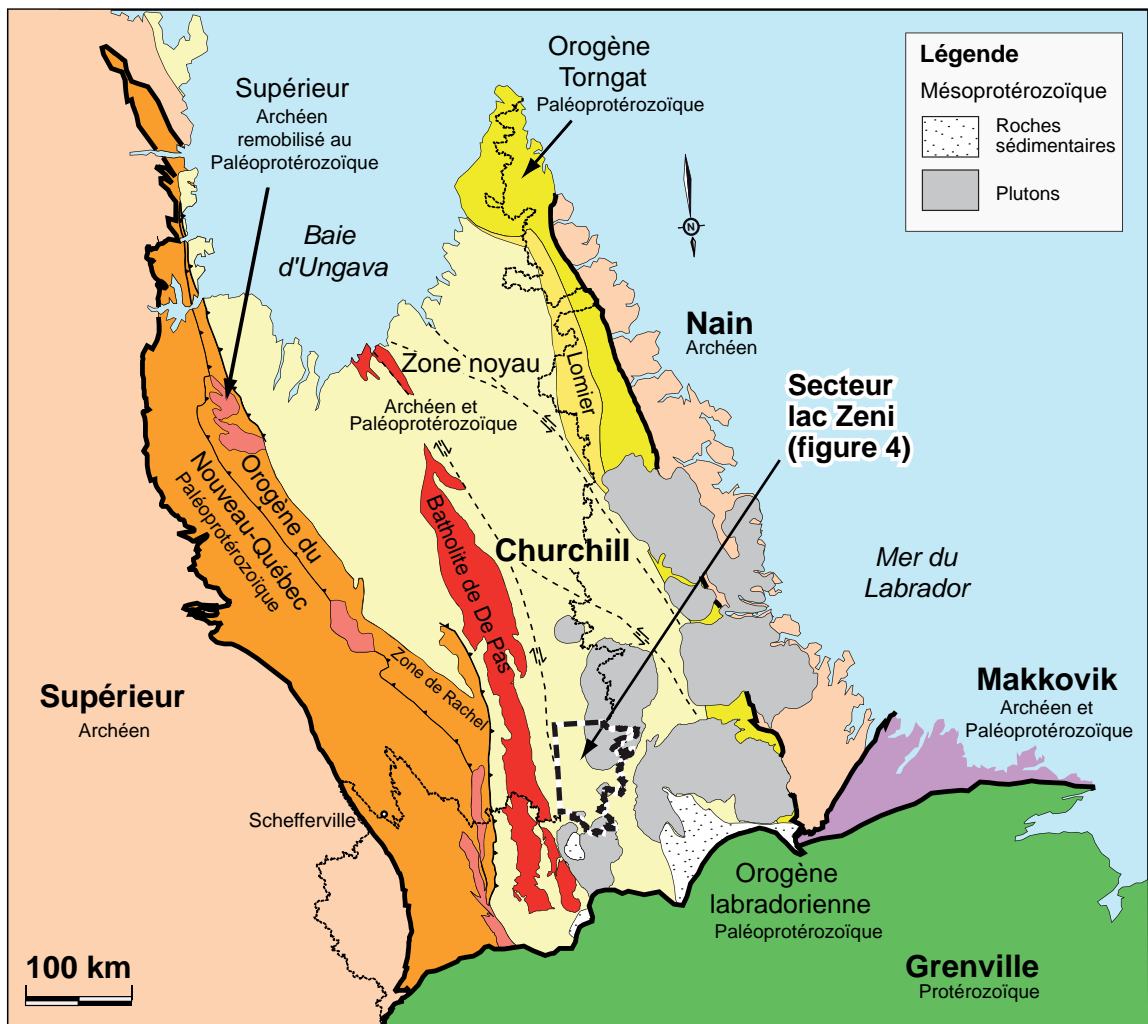 Orogène
Torngat
Paléoprotérozoïque
Légende
Mésoprotérozoïque
Roches
sédimentaires
Plutons
Supérieur
Archéen
remobilisé au
Paléoprotérozoïque
N
Baie
d'Ungava
Nain
Archéen
Zone noyau
Archéen et
Paléoprotérozoïque
Lomier
Secteur
lac Zeni
(figure 4)
Orogène du
Nouveau-Québec
Paléoprotérozoïque
Batholite de De Pas
Churchill
Mer du
Labrador
Zone de Rachel
Supérieur
Archéen
Makkovik
Archéen et
Paléoprotérozoïque
Schefferville
Orogène
labradorienne
Paléoprotérozoïque
100 km
Grenville
Protérozoïque